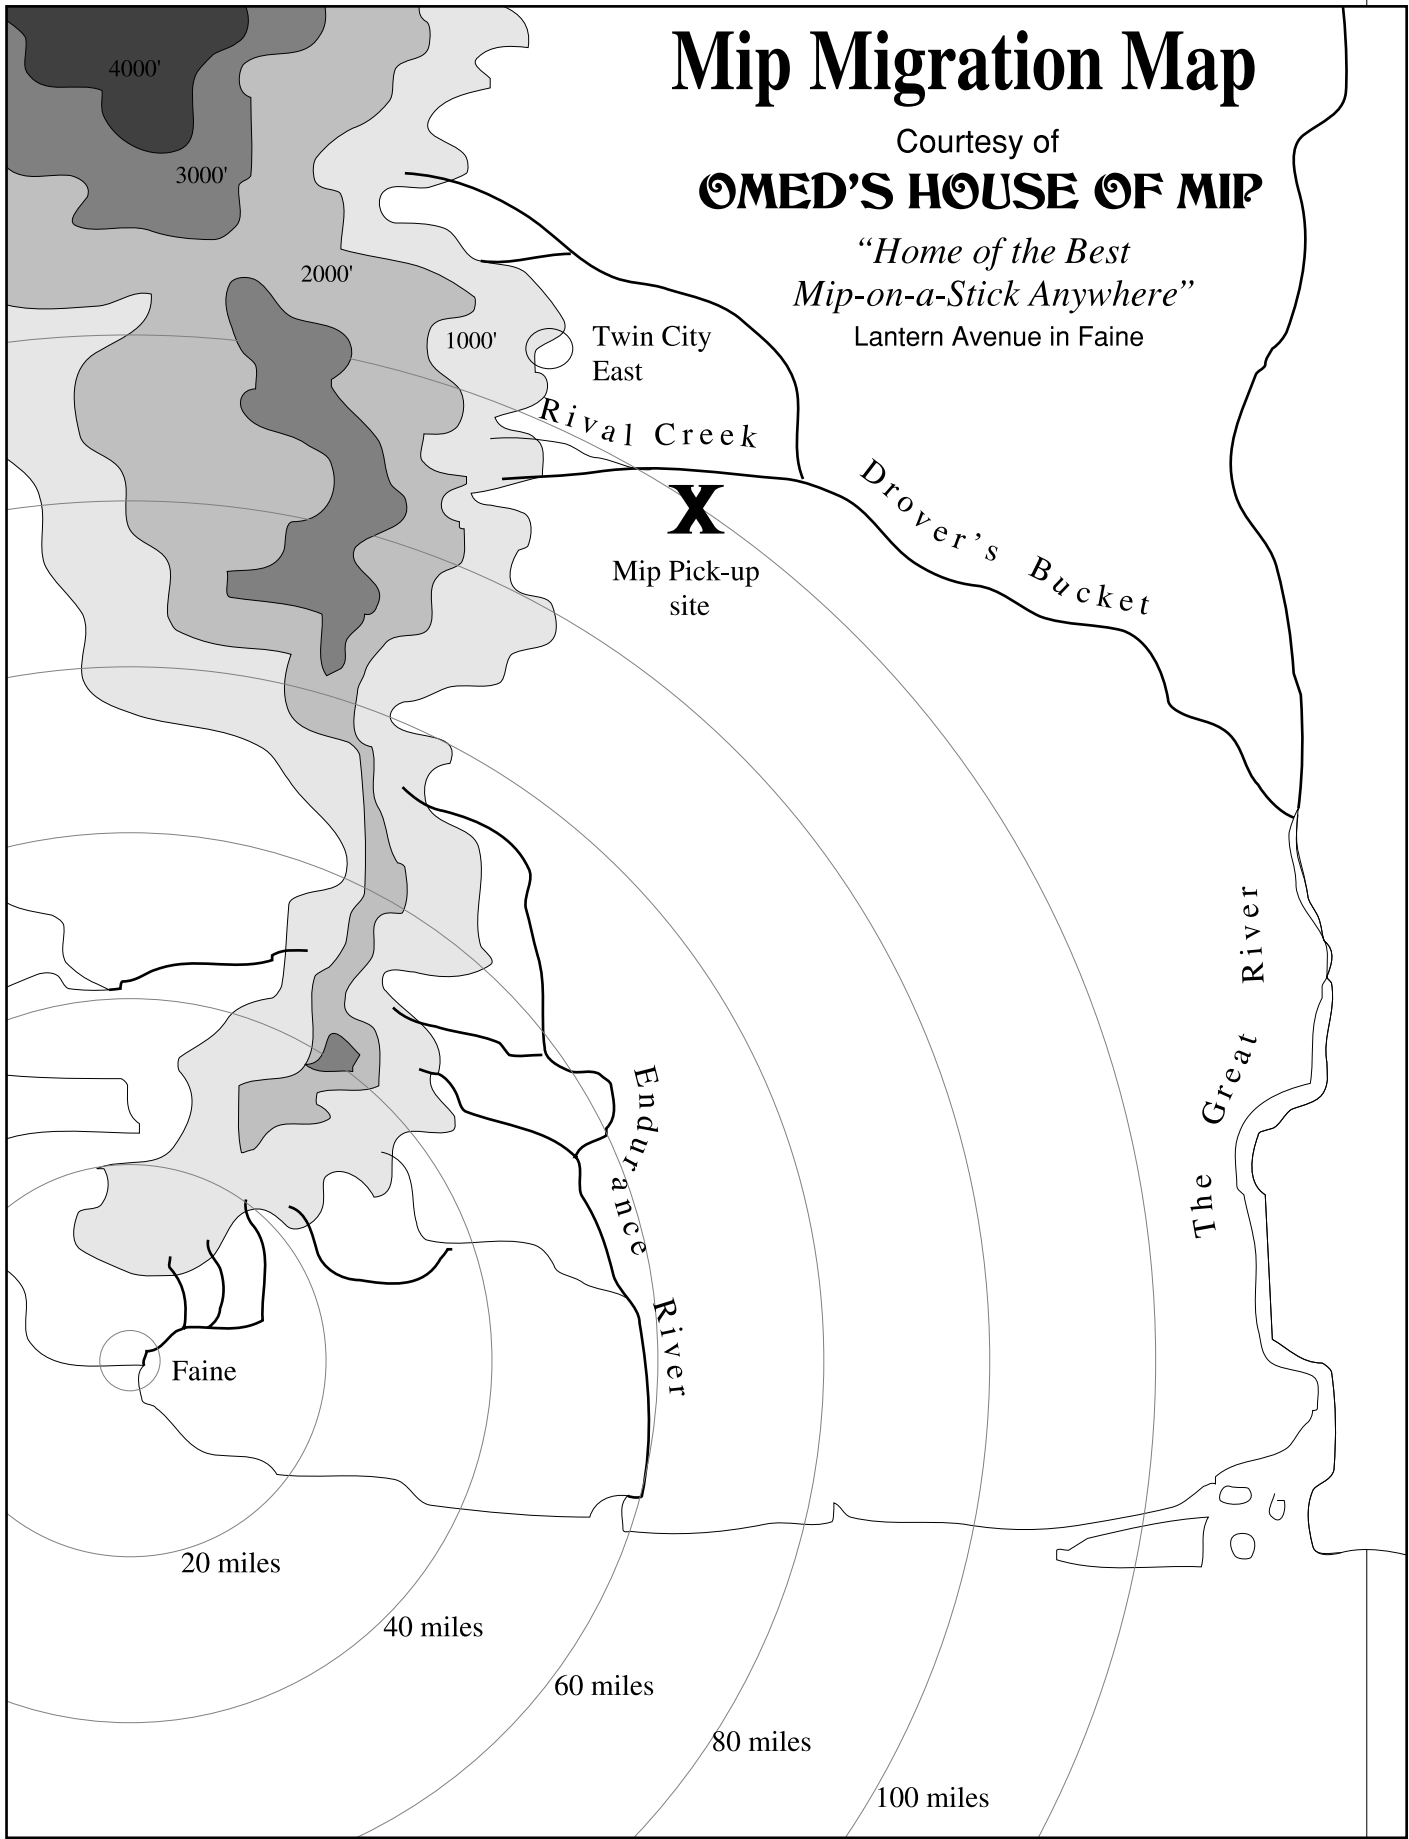 Mip Migration Map
Courtesy of
OMED'S HOUSE OF MIP
“Home of the Best
Mip-on-a-Stick Anywhere”
Lantern Avenue in Faine
4000'
3000'
2000'
1000'
Twin City
East
Rival Creek
Drover’s Bucket
X
Mip Pick-up
site
The Great River
Endurance River
Faine
20 miles
40 miles
60 miles
80 miles
100 miles